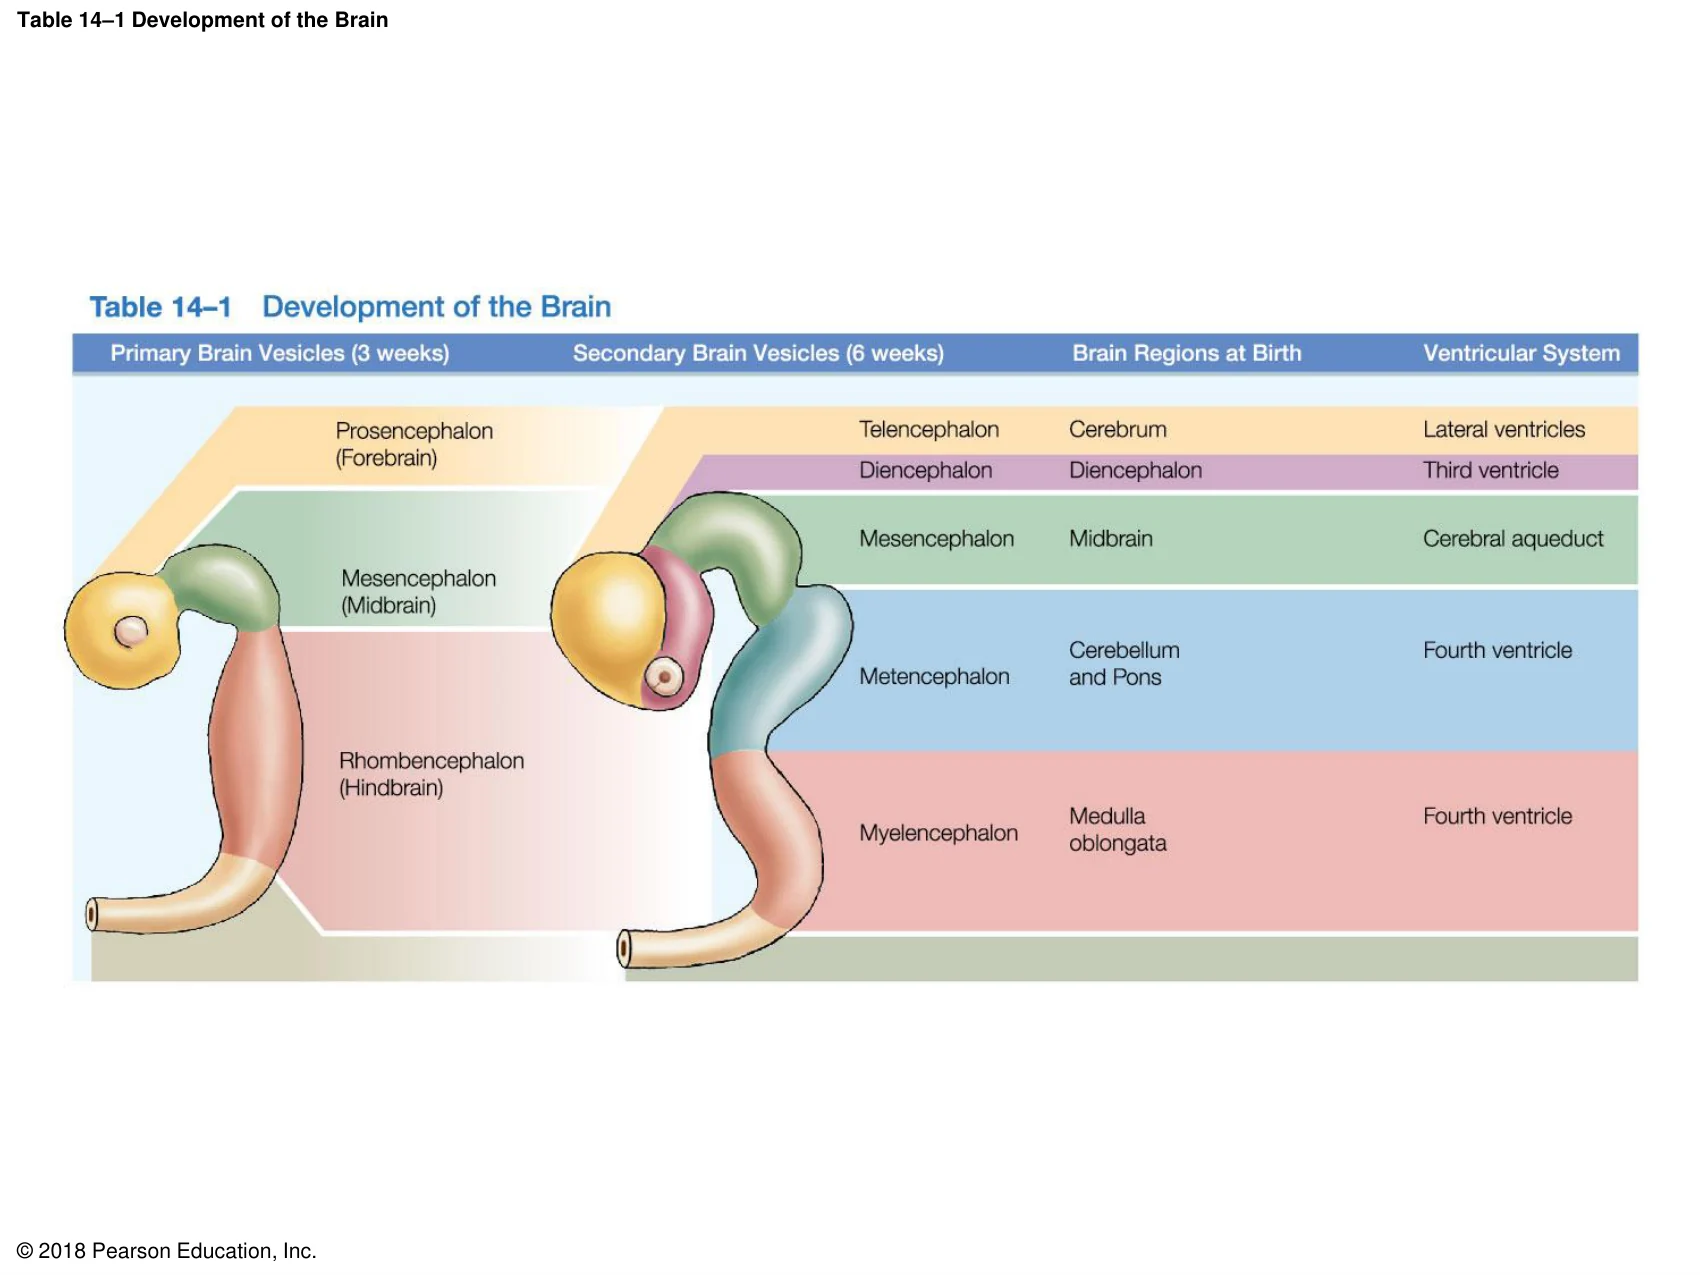 Table 14–1 Development of the Brain
Table 14–1 Development of the Brain
Primary Brain Vesicles (3 weeks) Secondary Brain Vesicles (6 weeks) Brain Regions at Birth Ventricular System
Prosencephalon
(Forebrain)
Mesencephalon
(Midbrain)
Rhombencephalon
(Hindbrain)
Telencephalon Cerebrum Lateral ventricles
Diencephalon Diencephalon Third ventricle
Mesencephalon Midbrain Cerebral aqueduct
Metencephalon
Cerebellum
and Pons
Fourth ventricle
Myelencephalon
Medulla
oblongata
Fourth ventricle
© 2018 Pearson Education, Inc.